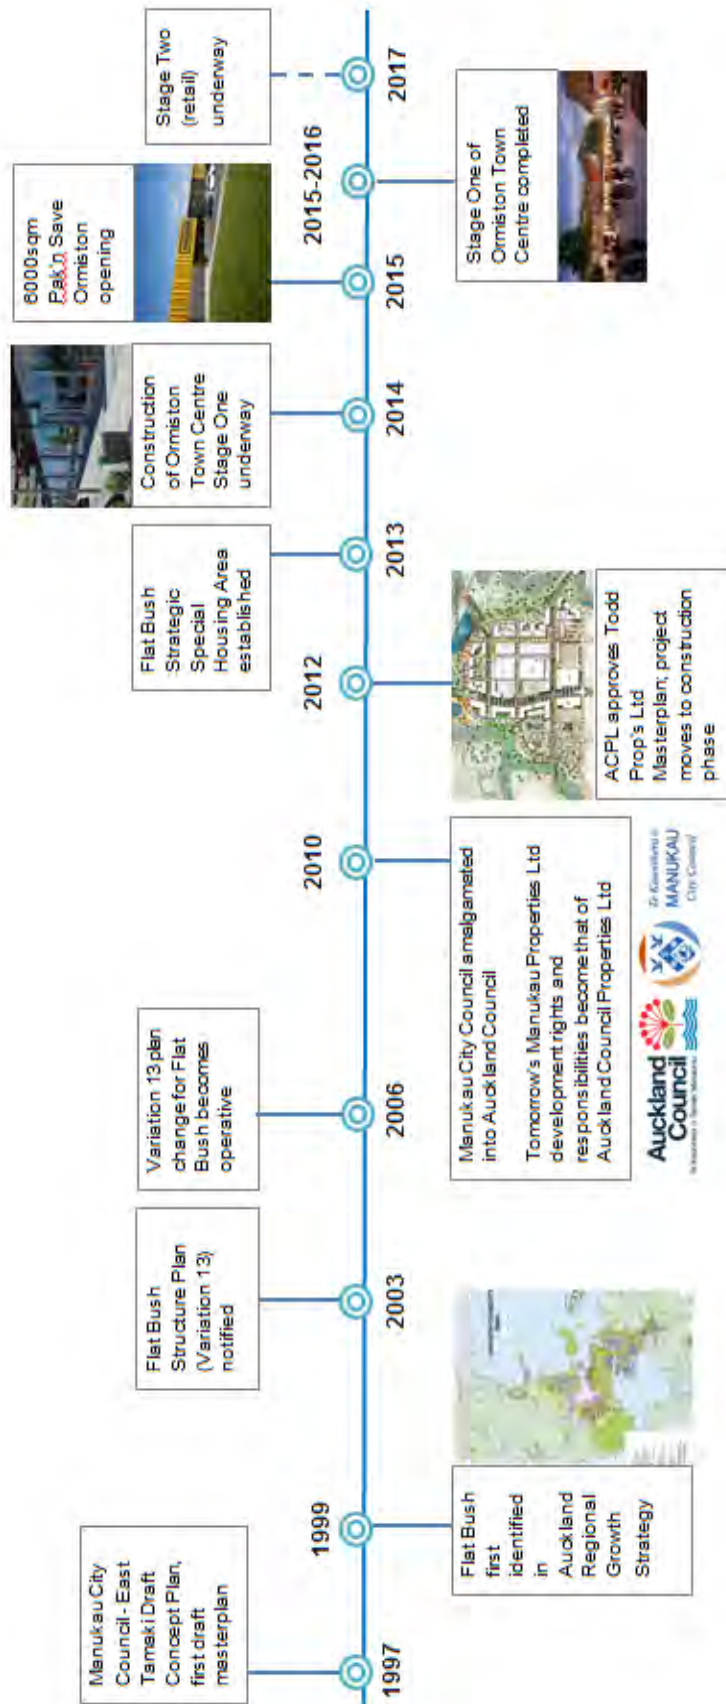 Manukau City
Council - East
Tamaki Draft
Concept Plan,
first draft
masterplan
1997
1999
Flat Bush
first
identified
in
Auckland
Regional
Growth
Strategy
Flat Bush
Structure Plan
(Variation 13)
notified
2003
Variation 13 plan
change for Flat
Bush becomes
operative
2006
2010
Manukau City Council amalgamated
into Auckland Council
Tomorrow's Manukau Properties Ltd
development rights and
responsibilities become that of
Auckland Council Properties Ltd
Auckland
Council
MANUKAU
City Council
2012
ACPL approves Todd
Prop's Ltd
Masterplan; project
moves to construction
phase
Flat Bush
Strategic
Special
Housing Area
established
2013
Construction
of Ormiston
Town Centre
Stage One
underway
2014
6000sqm
Pak'n Save
Ormiston
opening
2015
2015-2016
Stage One of
Ormiston Town
Centre completed
Stage Two
(retail)
underway
2017